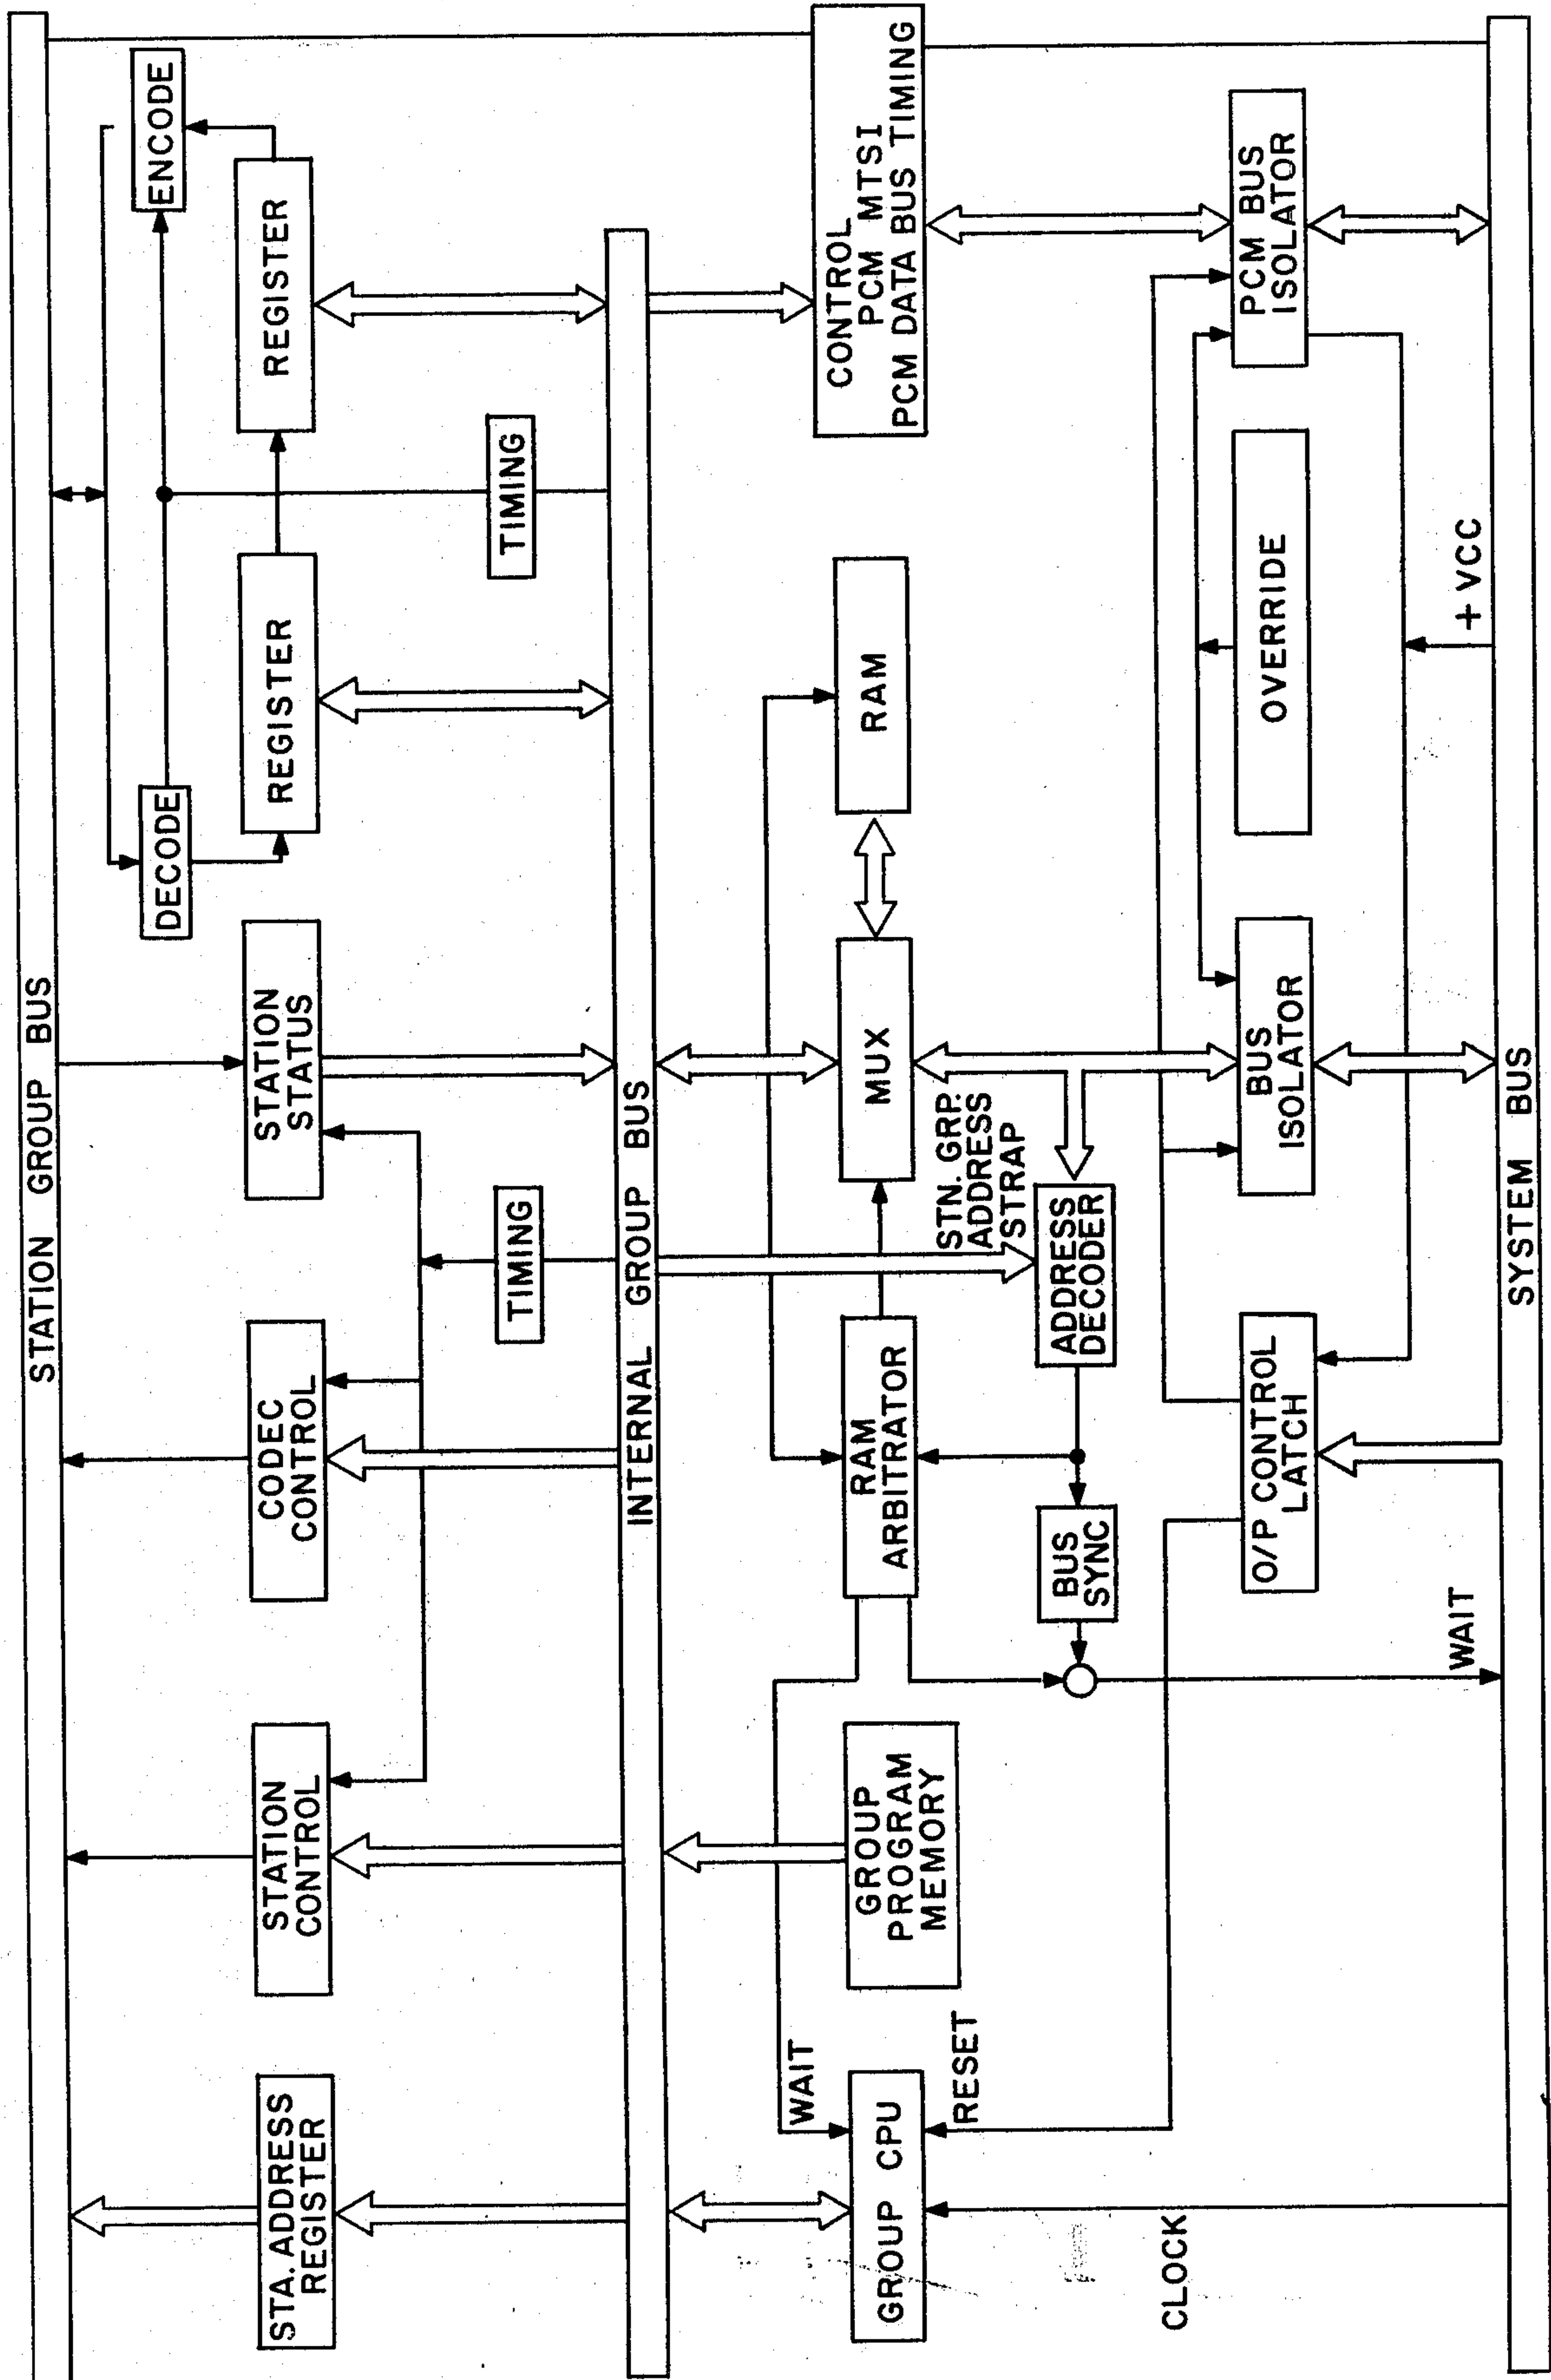 STATION GROUP BUS
STA. ADDRESS
REGISTER
STATION
CONTROL
CODEC
CONTROL
STATION
STATUS
DECODE
ENCODE
REGISTER
REGISTER
TIMING
TIMING
INTERNAL GROUP BUS
WAIT
GROUP CPU
RESET
CLOCK
GROUP
PROGRAM
MEMORY
RAM
ARBITRATOR
MUX
RAM
CONTROL
PCM MTSI
PCM DATA BUS TIMING
STN. GRP.
ADDRESS
STRAP
BUS
SYNC
ADDRESS
DECODER
O/P CONTROL
LATCH
BUS
ISOLATOR
OVERRIDE
PCM BUS
ISOLATOR
WAIT
+ VCC
SYSTEM BUS